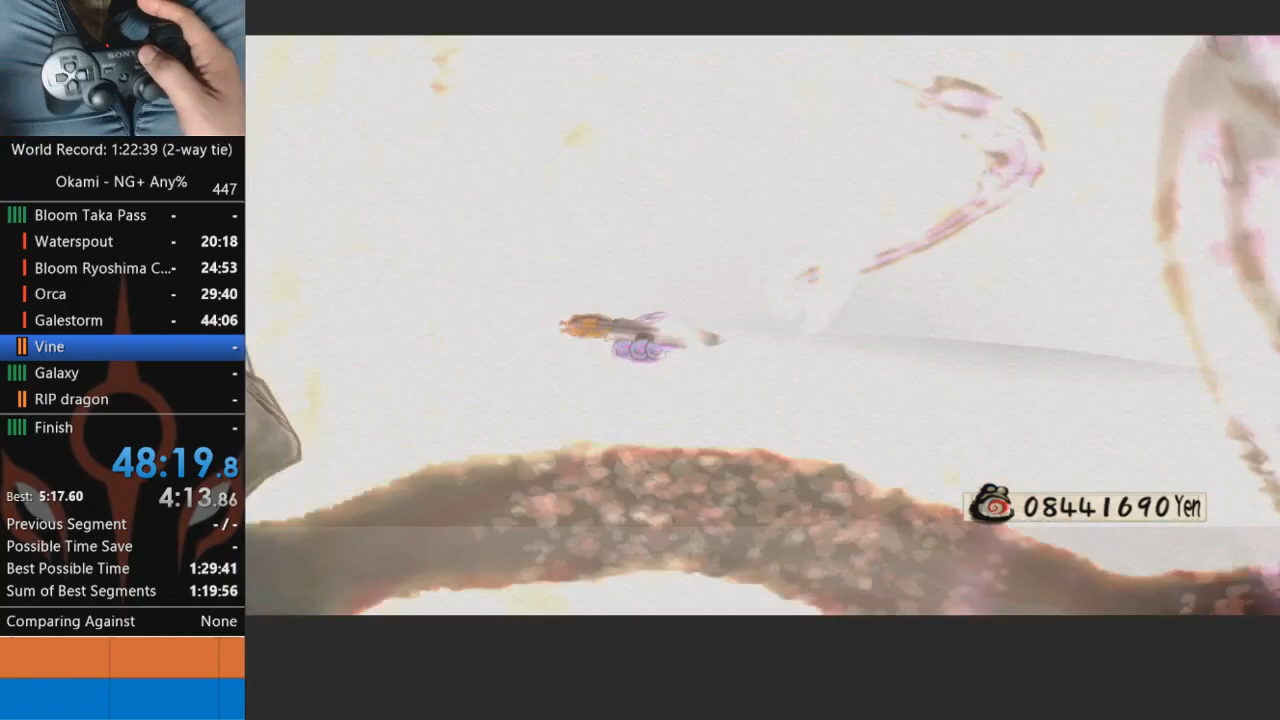 SONY
World Record: 1:22:39 (2-way tie)
Okami - NG+ Any%
447
Bloom Taka Pass - -
Waterspout - 20:18
Bloom Ryoshima C...- 24:53
Orca - 29:40
Galestorm - 44:06
Vine -
Galaxy -
RIP dragon -
Finish -
48:19.8
Best: 5:17.60 4:13.86
Previous Segment - / -
Possible Time Save -
Best Possible Time 1:29:41
Sum of Best Segments 1:19:56
Comparing Against None
08441690Yen